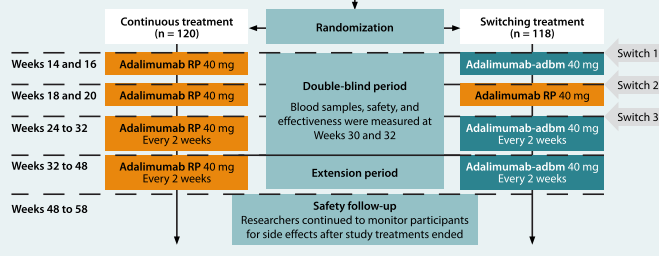 Continuous treatment
(n = 120)
Randomization
Switching treatment
(n = 118)
Switch 1
Weeks 14 and 16
Adalimumab RP 40 mg
Adalimumab-adbm 40 mg
Switch 2
Weeks 18 and 20
Adalimumab RP 40 mg
Double-blind period
Blood samples, safety, and
effectiveness were measured at
Weeks 30 and 32
Adalimumab RP 40 mg
Switch 3
Weeks 24 to 32
Adalimumab RP 40 mg
Every 2 weeks
Adalimumab-adbm 40 mg
Every 2 weeks
Weeks 32 to 48
Adalimumab RP 40 mg
Every 2 weeks
Extension period
Adalimumab-adbm 40 mg
Every 2 weeks
Weeks 48 to 58
Safety follow-up
Researchers continued to monitor participants
for side effects after study treatments ended